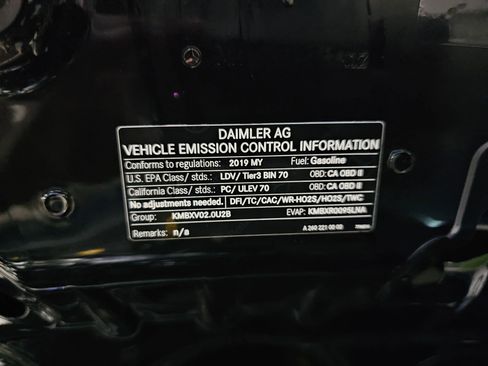 DAIMLER AG
VEHICLE EMISSION CONTROL INFORMATION
Conforms to regulations: 2019 MY Fuel: Gasoline
U.S. EPA Class/ stds.: LDV/ Tier3 BIN 70 OBD: CA OBD II
California Class/ stds.: PC/ ULEV 70 OBD: CA OBD II
No adjustments needed. DFI/TC/CAC/WR-HO2S/HO2S/TWC
Group: KMBXV02.0U2B EVAP: KMBXR0095LNA
Remarks: n/a A 260 221 00 02